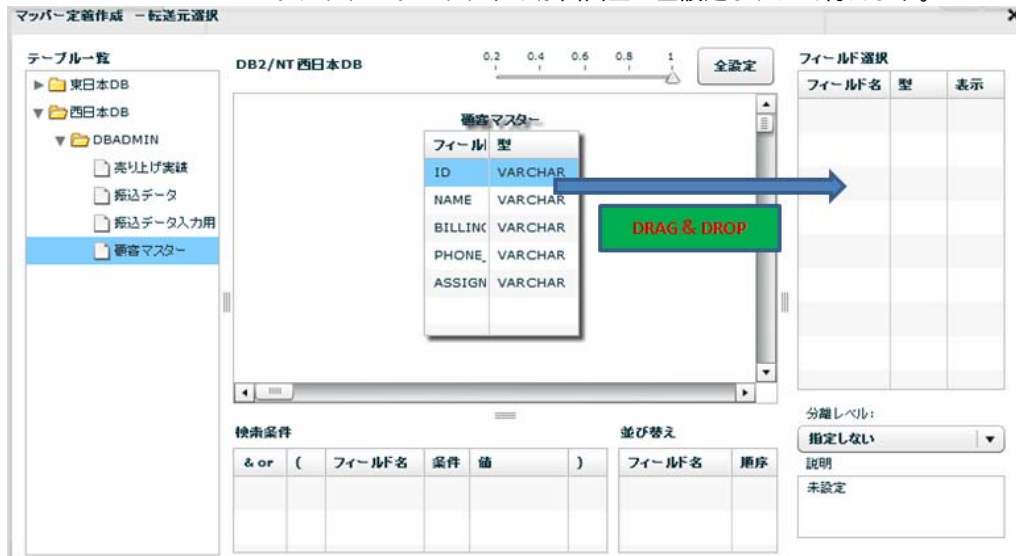 マッパー定義作成 －転送元選択
テーブル一覧
東日本DB
西日本DB
DBADMIN
売り上げ実績
振込データ
振込データ入力用
顧客マスター
DB2/NT 西日本DB
0.2 0.4 0.6 0.8 1
全設定
顧客マスター
フィール 型
ID VARCHAR
NAME VARCHAR
BILLING VARCHAR
PHONE_ VARCHAR
ASSIGN VARCHAR
DRAG & DROP
検索条件
& or ( フィールド名 条件 値 )
並び替え
フィールド名 順序
フィールド選択
フィールド名 型 表示
分離レベル:
指定しない
説明
未設定